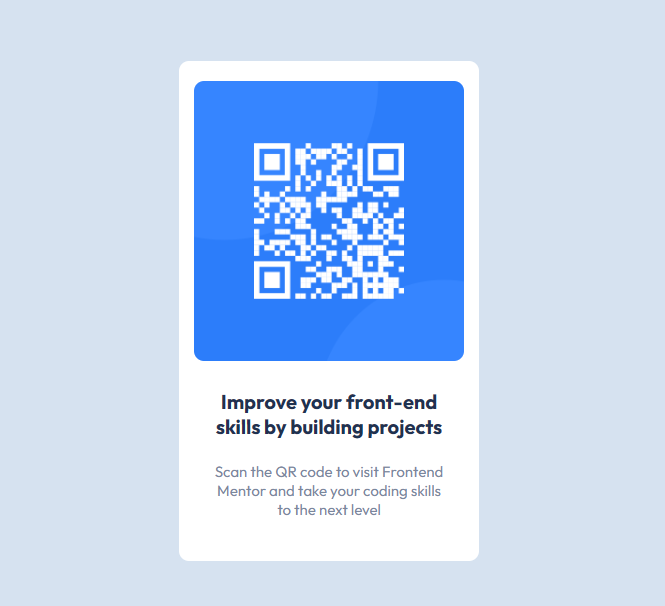 Improve your front-end
skills by building projects
Scan the QR code to visit Frontend
Mentor and take your coding skills
to the next level